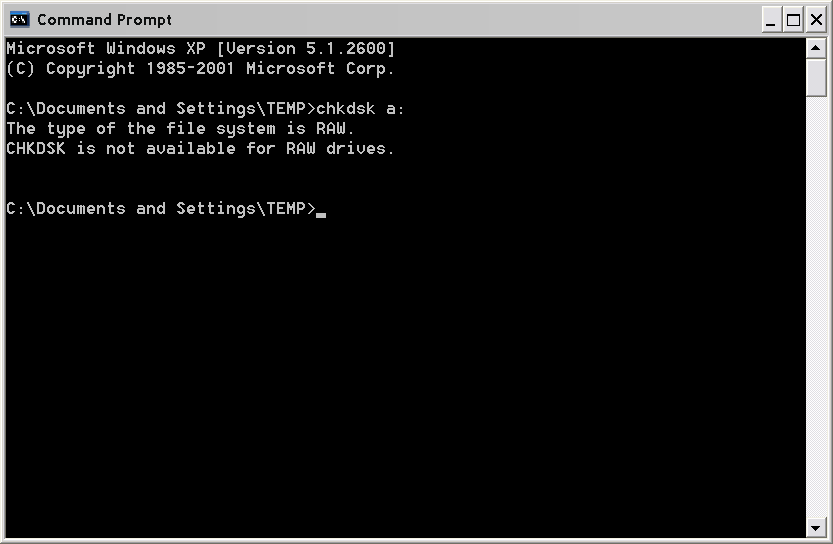 Command Prompt
Microsoft Windows XP [Version 5.1.2600]
(C) Copyright 1985-2001 Microsoft Corp.
C:\Documents and Settings\TEMP>chkdsk a:
The type of the file system is RAW.
CHKDSK is not available for RAW drives.
C:\Documents and Settings\TEMP>